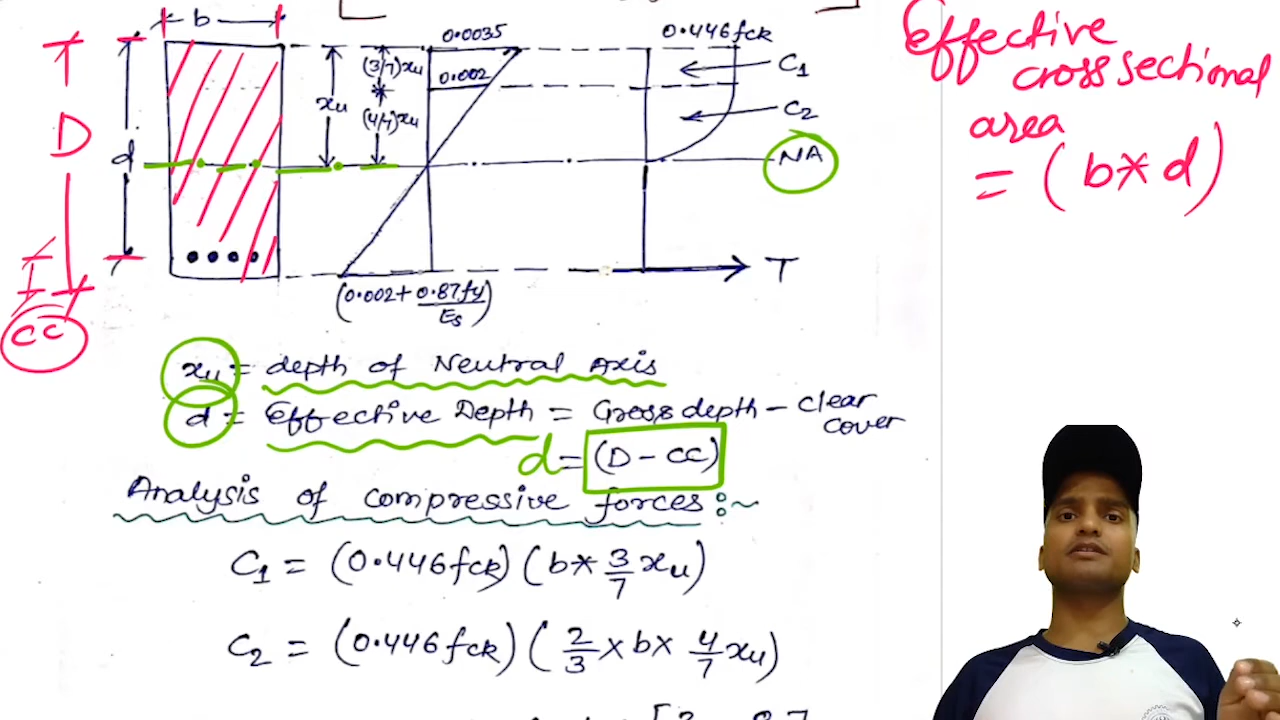 b
0.0035
0.446fck
Effective
cross sectional
area
= (b*d)
(3/7)xu
C1
0.002
xu
*
(4/7)xu
C2
D
d
NA
T
(0.002 + 0.87fy/Es)
CC
xu = depth of Neutral Axis
d = Effective Depth = Gross depth - clear cover
d = (D - CC)
Analysis of compressive forces :~
C1 = (0.446fck) (b* 3/7 xu)
C2 = (0.446fck) ( 2/3 x b x 4/7 xu)